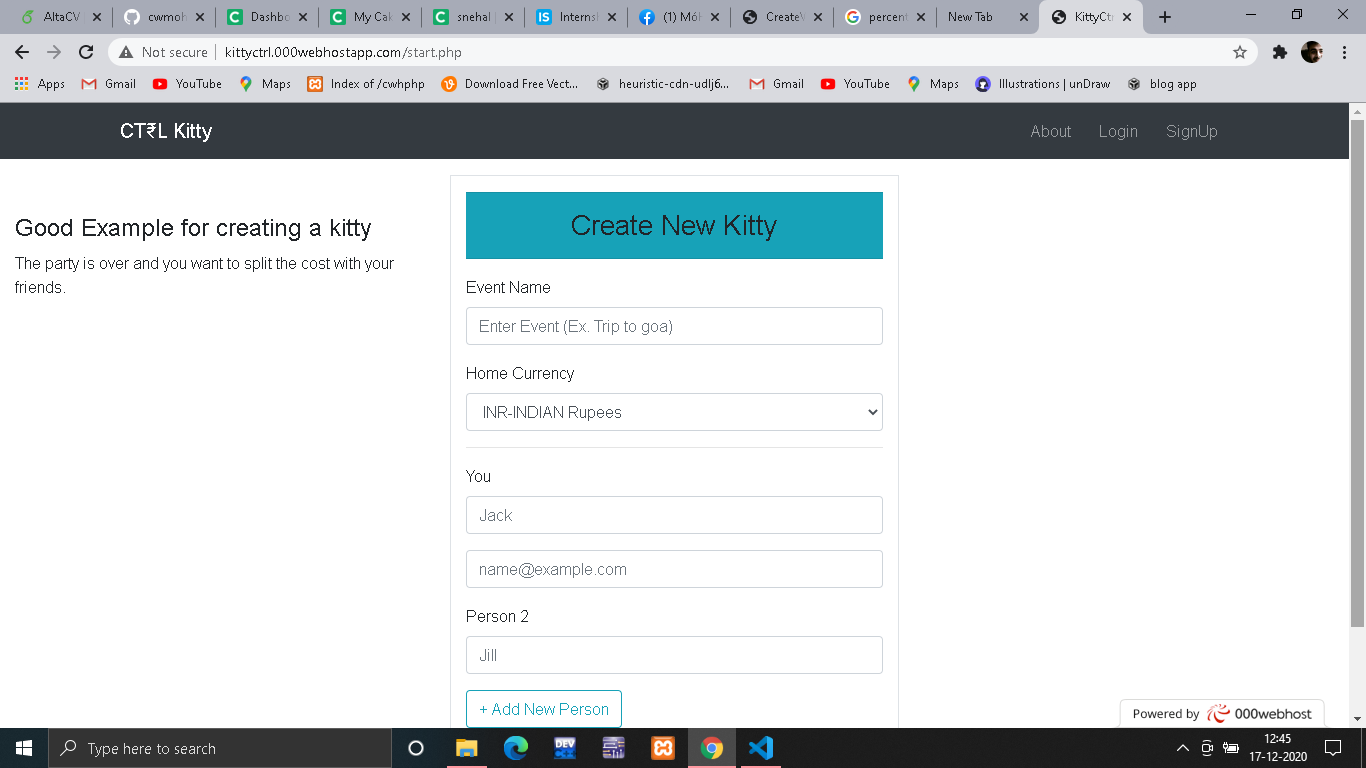 AltaCV
cwmoh
Dashbo
My Cak
snehal
Internsi
(1) Móh
CreateV
percent
New Tab
KittyCtr
Not secure
kittyctrl.000webhostapp.com/start.php
Apps
Gmail
YouTube
Maps
Index of /cwhphp
Download Free Vect...
heuristic-cdn-udlj6...
Gmail
YouTube
Maps
Illustrations | unDraw
blog app
CT₹L Kitty
About
Login
SignUp
Good Example for creating a kitty
The party is over and you want to split the cost with your
friends.
Create New Kitty
Event Name
Enter Event (Ex. Trip to goa)
Home Currency
INR-INDIAN Rupees
You
Jack
name@example.com
Person 2
Jill
+ Add New Person
Powered by 000webhost
Type here to search
DEV
12:45
17-12-2020